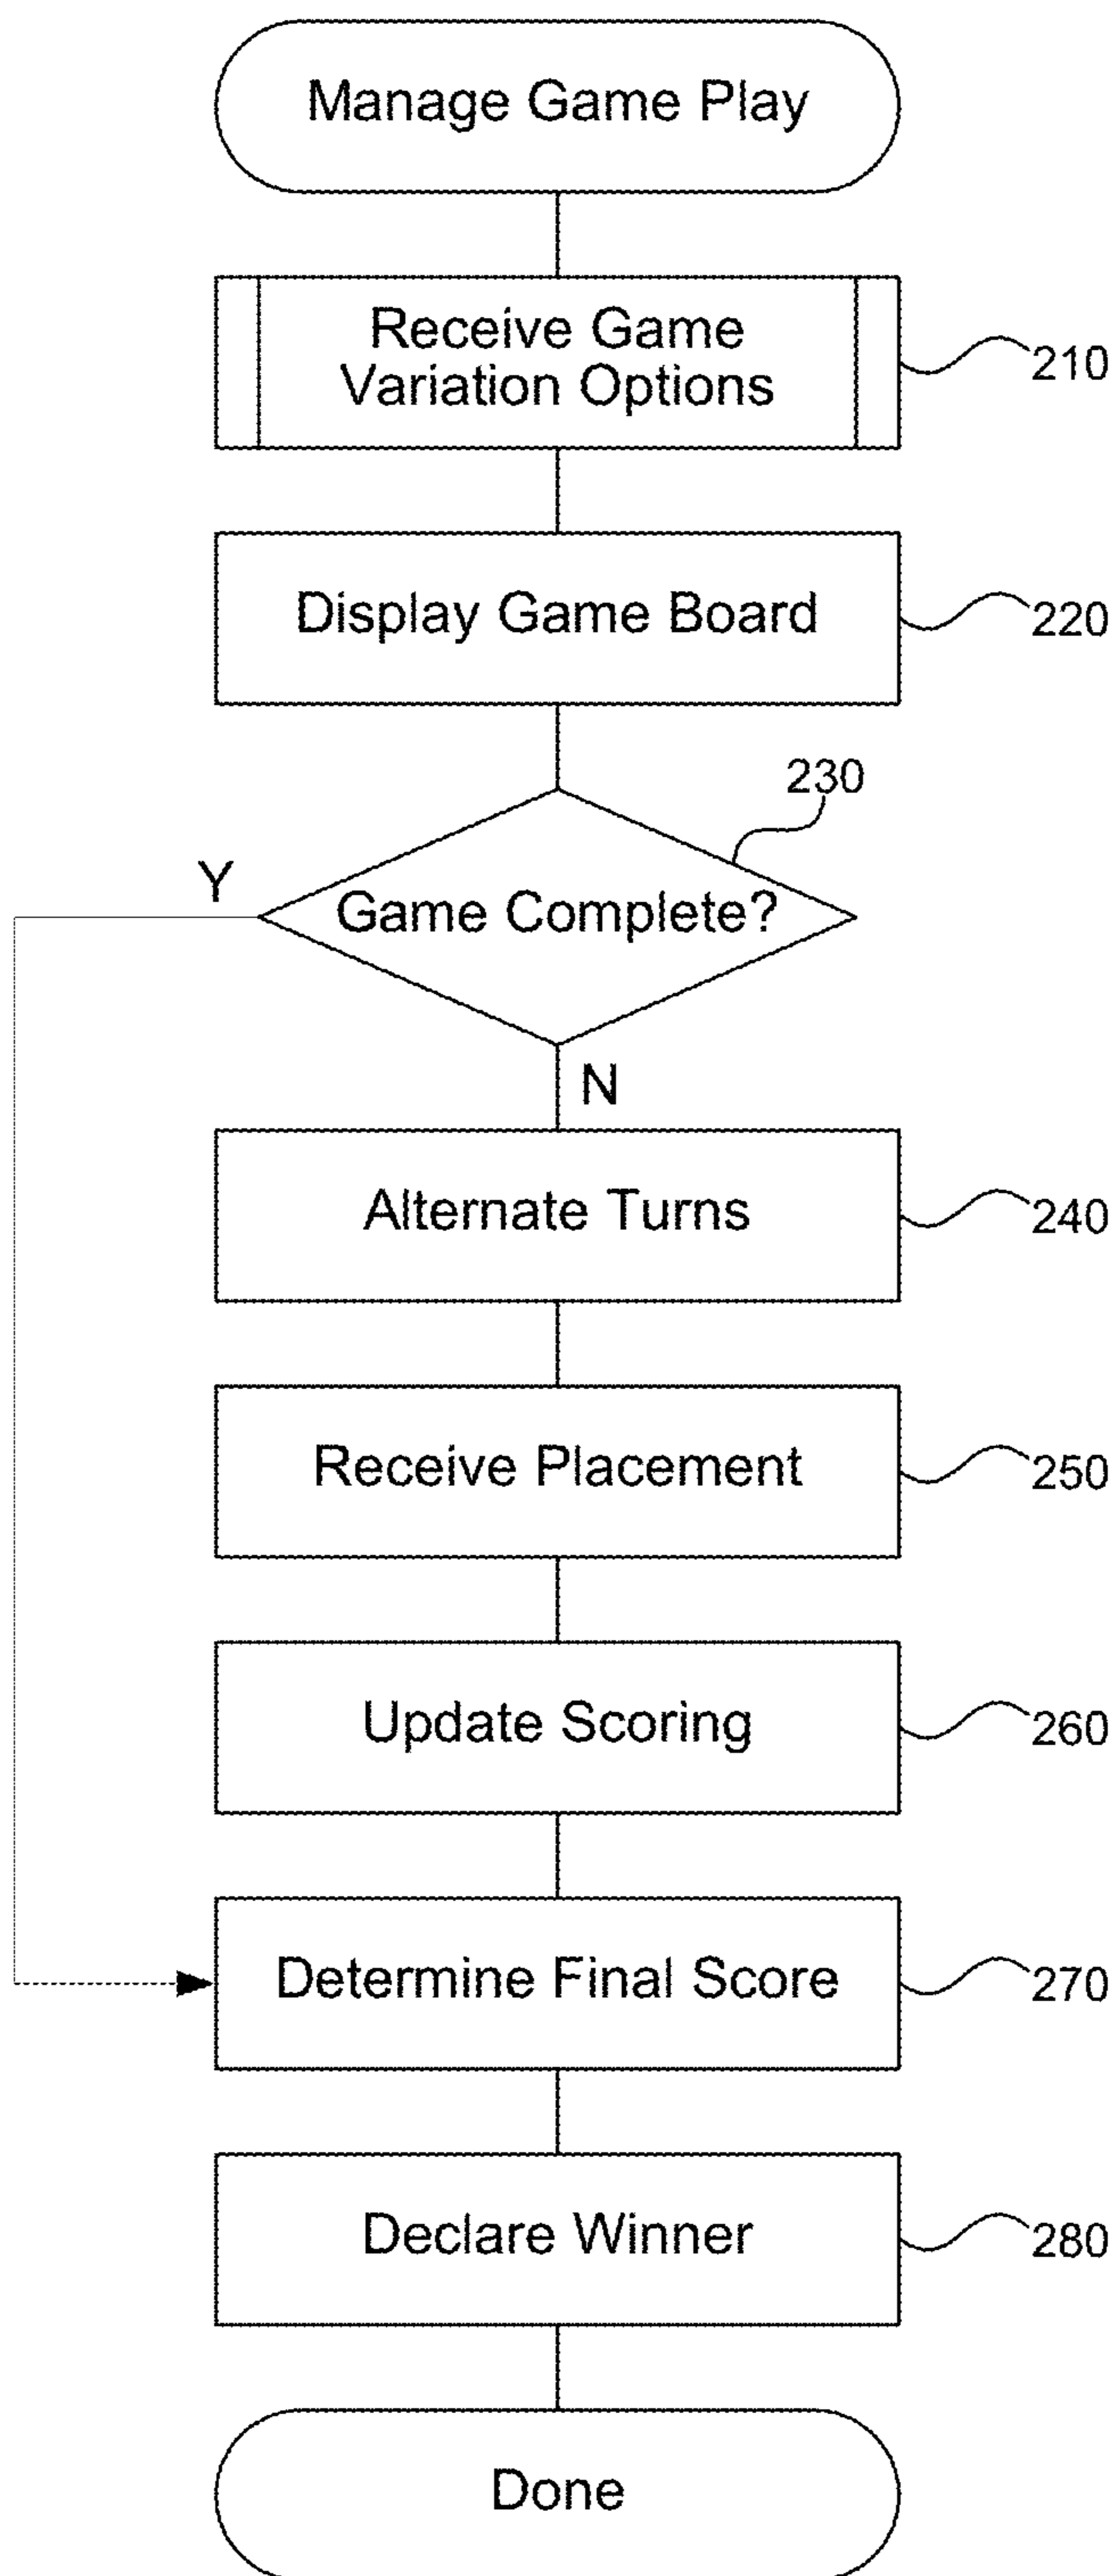 Manage Game Play
Receive Game
Variation Options
210
Display Game Board
220
230
Y
Game Complete?
N
Alternate Turns
240
Receive Placement
250
Update Scoring
260
Determine Final Score
270
Declare Winner
280
Done